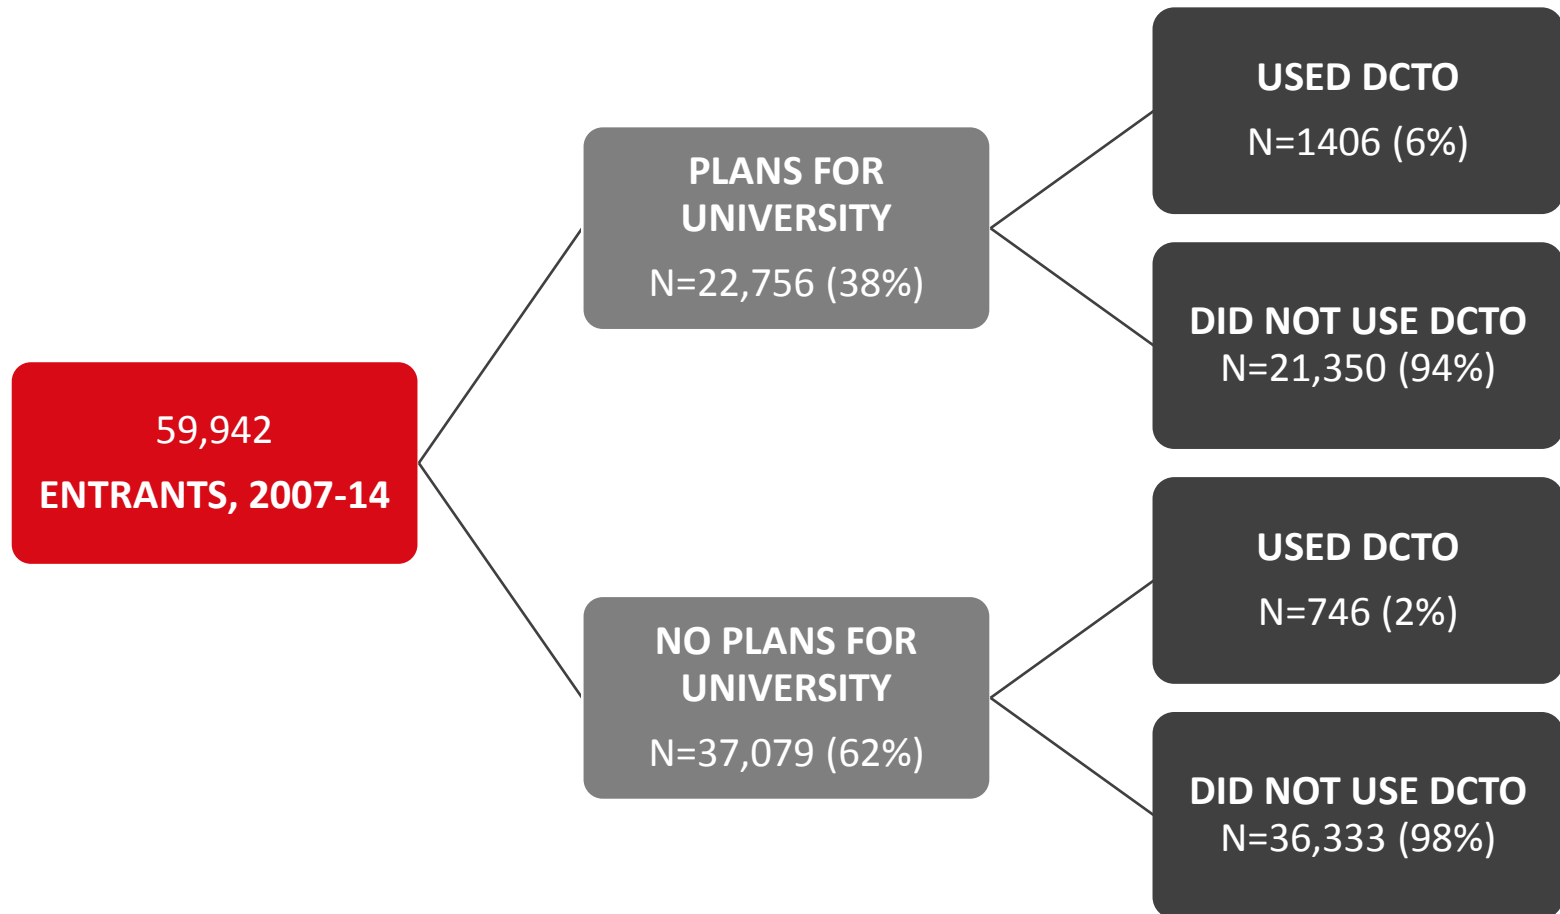 59,942
ENTRANTS, 2007-14
PLANS FOR
UNIVERSITY
N=22,756 (38%)
USED DCTO
N=1406 (6%)
DID NOT USE DCTO
N=21,350 (94%)
NO PLANS FOR
UNIVERSITY
N=37,079 (62%)
USED DCTO
N=746 (2%)
DID NOT USE DCTO
N=36,333 (98%)